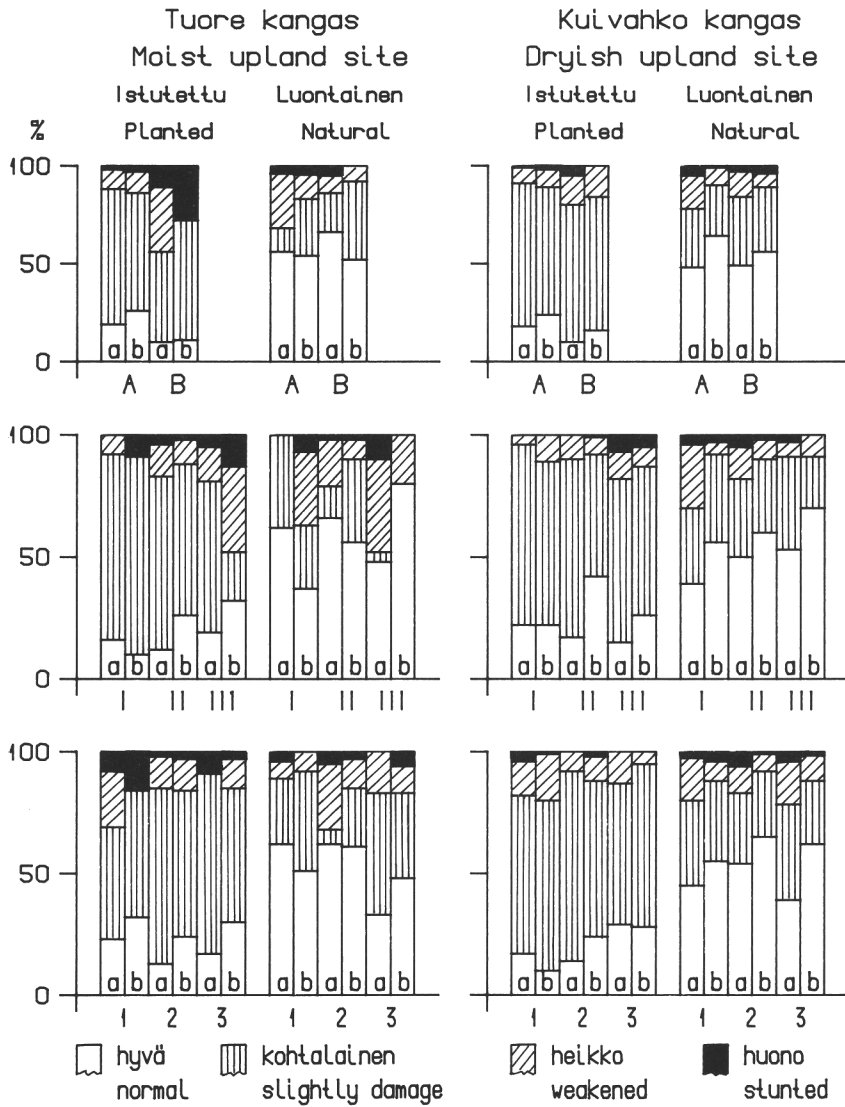 Tuore kangas
Moist upland site
Kuivahko kangas
Dryish upland site
Istutettu
Planted
Luontainen
Natural
Istutettu
Planted
Luontainen
Natural
%
100
50
0
a b a b
A B
a b a b
A B
a b a b
A B
a b a b
A B
100
50
0
a b a b a b
I II III
a b a b a b
I II III
a b a b a b
I II III
a b a b a b
I II III
100
50
0
a b a b a b
1 2 3
a b a b a b
1 2 3
a b a b a b
1 2 3
a b a b a b
1 2 3
hyvä
normal
kohtalainen
slightly damage
heikko
weakened
huono
stunted